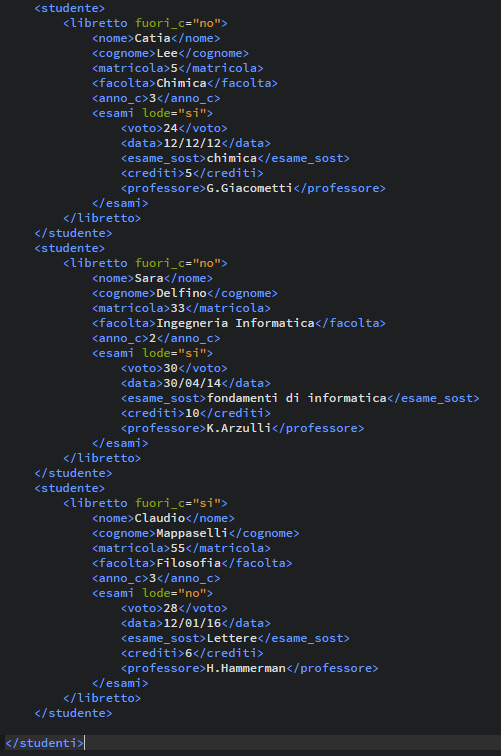 <studente>
<libretto fuori_c="no">
<nome>Catia</nome>
<cognome>Lee</cognome>
<matricola>5</matricola>
<facolta>Chimica</facolta>
<anno_c>3</anno_c>
<esami lode="si">
<voto>24</voto>
<data>12/12/12</data>
<esame_sost>chimica</esame_sost>
<crediti>5</crediti>
<professore>G.Giacometti</professore>
</esami>
</libretto>
</studente>
<studente>
<libretto fuori_c="no">
<nome>Sara</nome>
<cognome>Delfino</cognome>
<matricola>33</matricola>
<facolta>Ingegneria Informatica</facolta>
<anno_c>2</anno_c>
<esami lode="si">
<voto>30</voto>
<data>30/04/14</data>
<esame_sost>fondamenti di informatica</esame_sost>
<crediti>10</crediti>
<professore>K.Arzulli</professore>
</esami>
</libretto>
</studente>
<studente>
<libretto fuori_c="si">
<nome>Claudio</nome>
<cognome>Mappaselli</cognome>
<matricola>55</matricola>
<facolta>Filosofia</facolta>
<anno_c>3</anno_c>
<esami lode="no">
<voto>28</voto>
<data>12/01/16</data>
<esame_sost>Lettere</esame_sost>
<crediti>6</crediti>
<professore>H.Hammerman</professore>
</esami>
</libretto>
</studente>
</studenti>